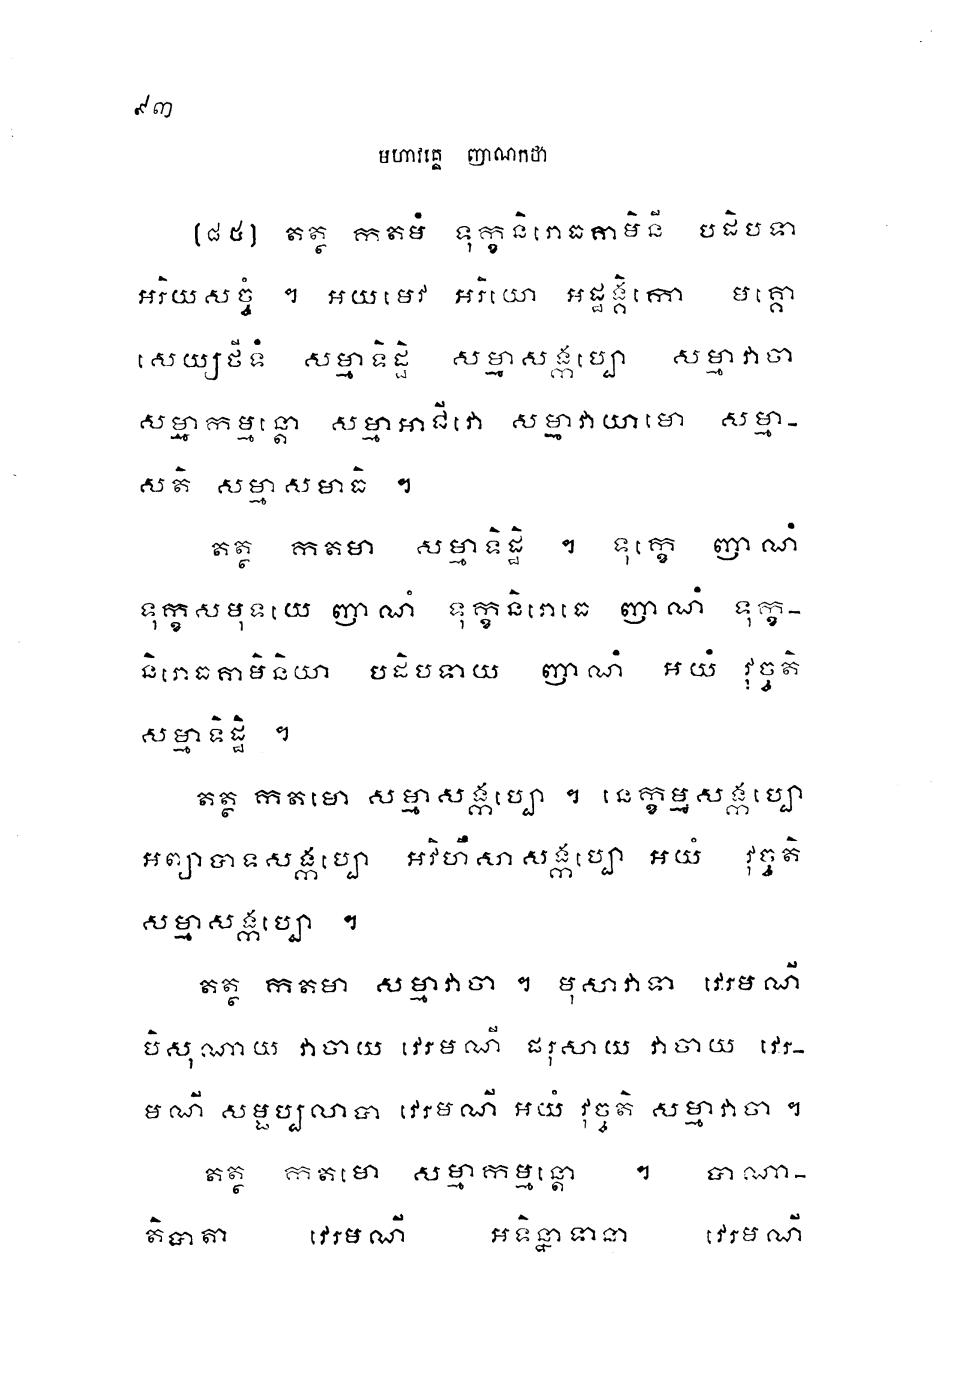 ៩៣
មហាវគ្គេ ញាណកថា
(៨៥) តត្ថ កតមំ ទុក្ខនិរោធគាមិនី បដិបទា
អរិយសច្ចំ ។ អយមេវ អរិយោ អដ្ឋង្គិកោ មគ្គោ
សេយ្យថីទំ សម្មាទិដ្ឋិ សម្មាសង្កប្បោ សម្មាវាចា
សម្មាកម្មន្តោ សម្មាអាជីវោ សម្មាវាយាមោ សម្មា-
សតិ សម្មាសមាធិ ។
តត្ថ កតមា សម្មាទិដ្ឋិ ។ ទុក្ខេ ញាណំ
ទុក្ខសមុទយេ ញាណំ ទុក្ខនិរោធេ ញាណំ ទុក្ខ-
និរោធគាមិនិយា បដិបទាយ ញាណំ អយំ វុច្ចតិ
សម្មាទិដ្ឋិ ។
តត្ថ កតមោ សម្មាសង្កប្បោ ។ នេក្ខម្មសង្កប្បោ
អព្យាបាទសង្កប្បោ អវិហឹសាសង្កប្បោ អយំ វុច្ចតិ
សម្មាសង្កប្បោ ។
តត្ថ កតមា សម្មាវាចា ។ មុសាវាទា វេរមណី
បិសុណាយ វាចាយ វេរមណី ផរុសាយ វាចាយ វេរ-
មណី សម្ផប្បលាបា វេរមណី អយំ វុច្ចតិ សម្មាវាចា ។
តត្ថ កតមោ សម្មាកម្មន្តោ ។ បាណា-
តិបាតា វេរមណី អទិន្នាទានា វេរមណី